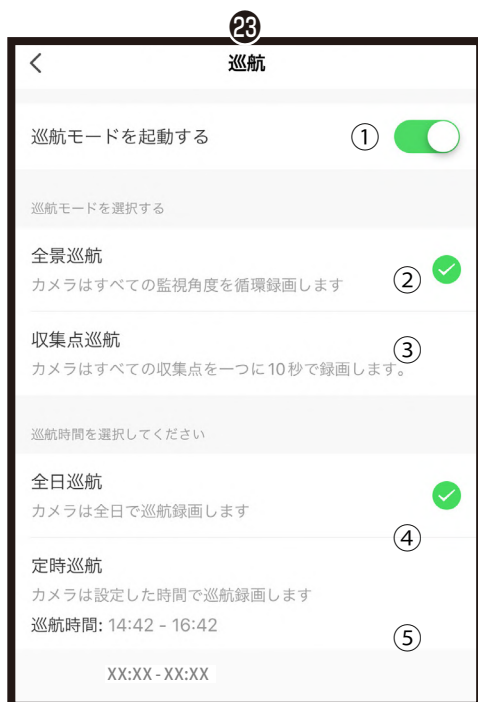 ㉓
巡航
巡航モードを起動する ①
巡航モードを選択する
全景巡航
カメラはすべての監視角度を循環録画します ②
収集点巡航 ③
カメラはすべての収集点を一つに10秒で録画します。
巡航時間を選択してください
全日巡航
カメラは全日で巡航録画します
④
定時巡航
カメラは設定した時間で巡航録画します
巡航時間: 14:42 - 16:42 ⑤
XX:XX - XX:XX